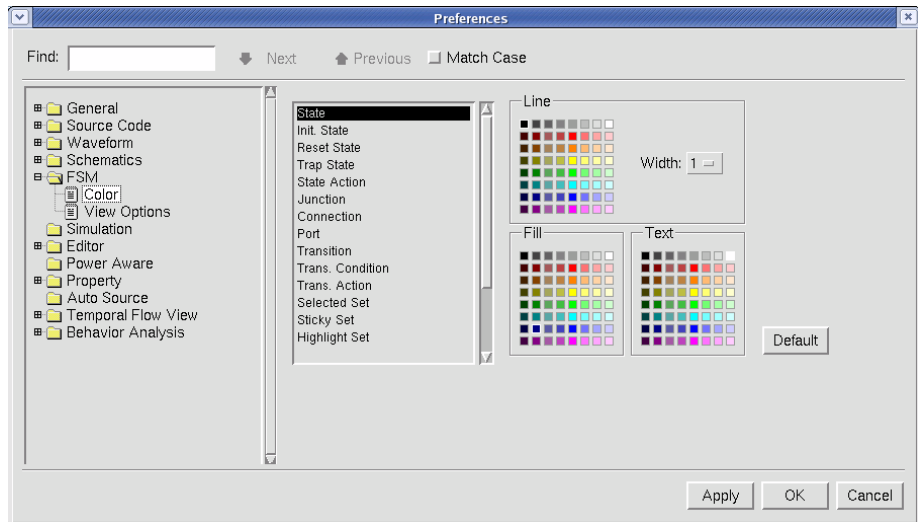 Preferences
Find:
Next
Previous
Match Case
General
Source Code
Waveform
Schematics
FSM
Color
View Options
Simulation
Editor
Power Aware
Property
Auto Source
Temporal Flow View
Behavior Analysis
State
Init. State
Reset State
Trap State
State Action
Junction
Connection
Port
Transition
Trans. Condition
Trans. Action
Selected Set
Sticky Set
Highlight Set
Line
Width: 1
Fill
Text
Default
Apply
OK
Cancel